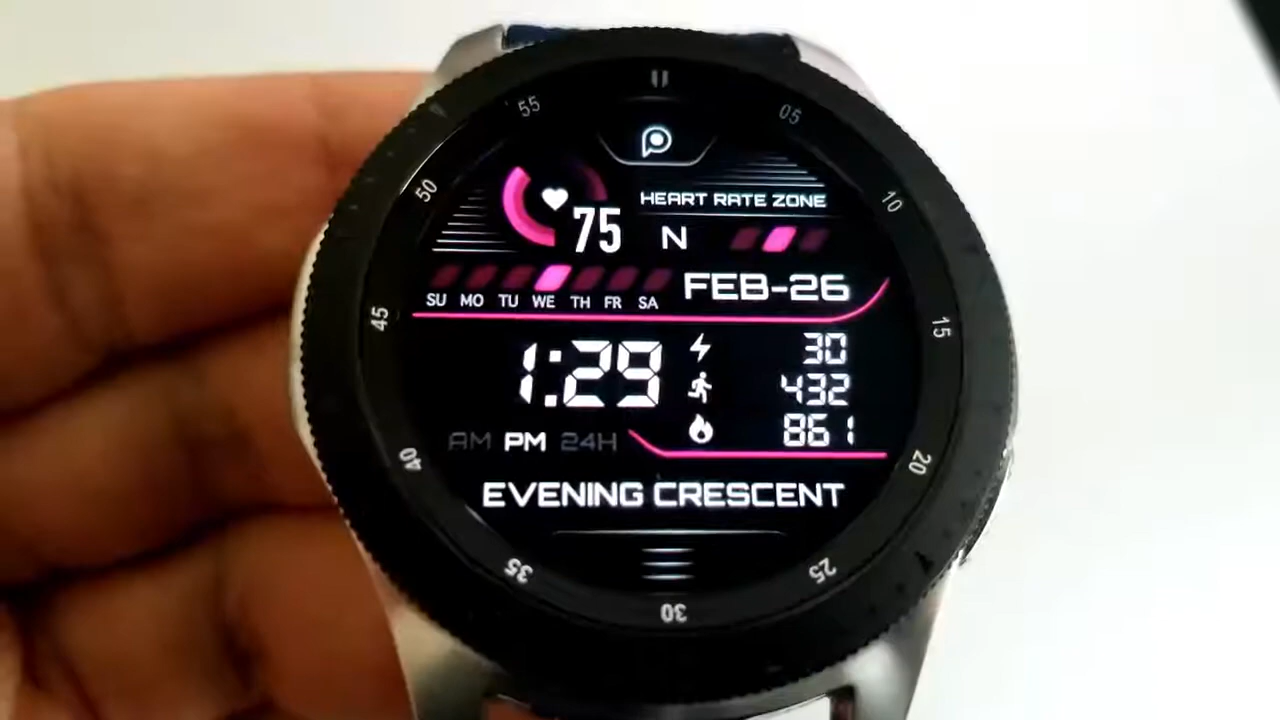 55
05
50
10
45
15
40
20
35
25
30
HEART RATE ZONE
75 N
SU MO TU WE TH FR SA
FEB-26
1:29
30
432
861
AM PM 24H
EVENING CRESCENT